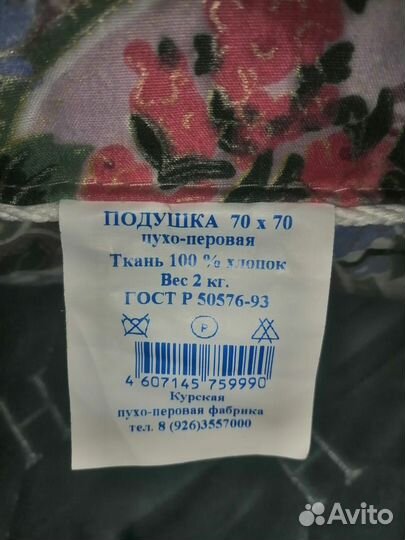 ПОДУШКА 70 x 70
пухо-перовая
Ткань 100 % хлопок
Вес 2 кг.
ГОСТ Р 50576-93
P
4 607145 759990
Курская
пухо-перовая фабрика
тел. 8 (926)3557000
Avito